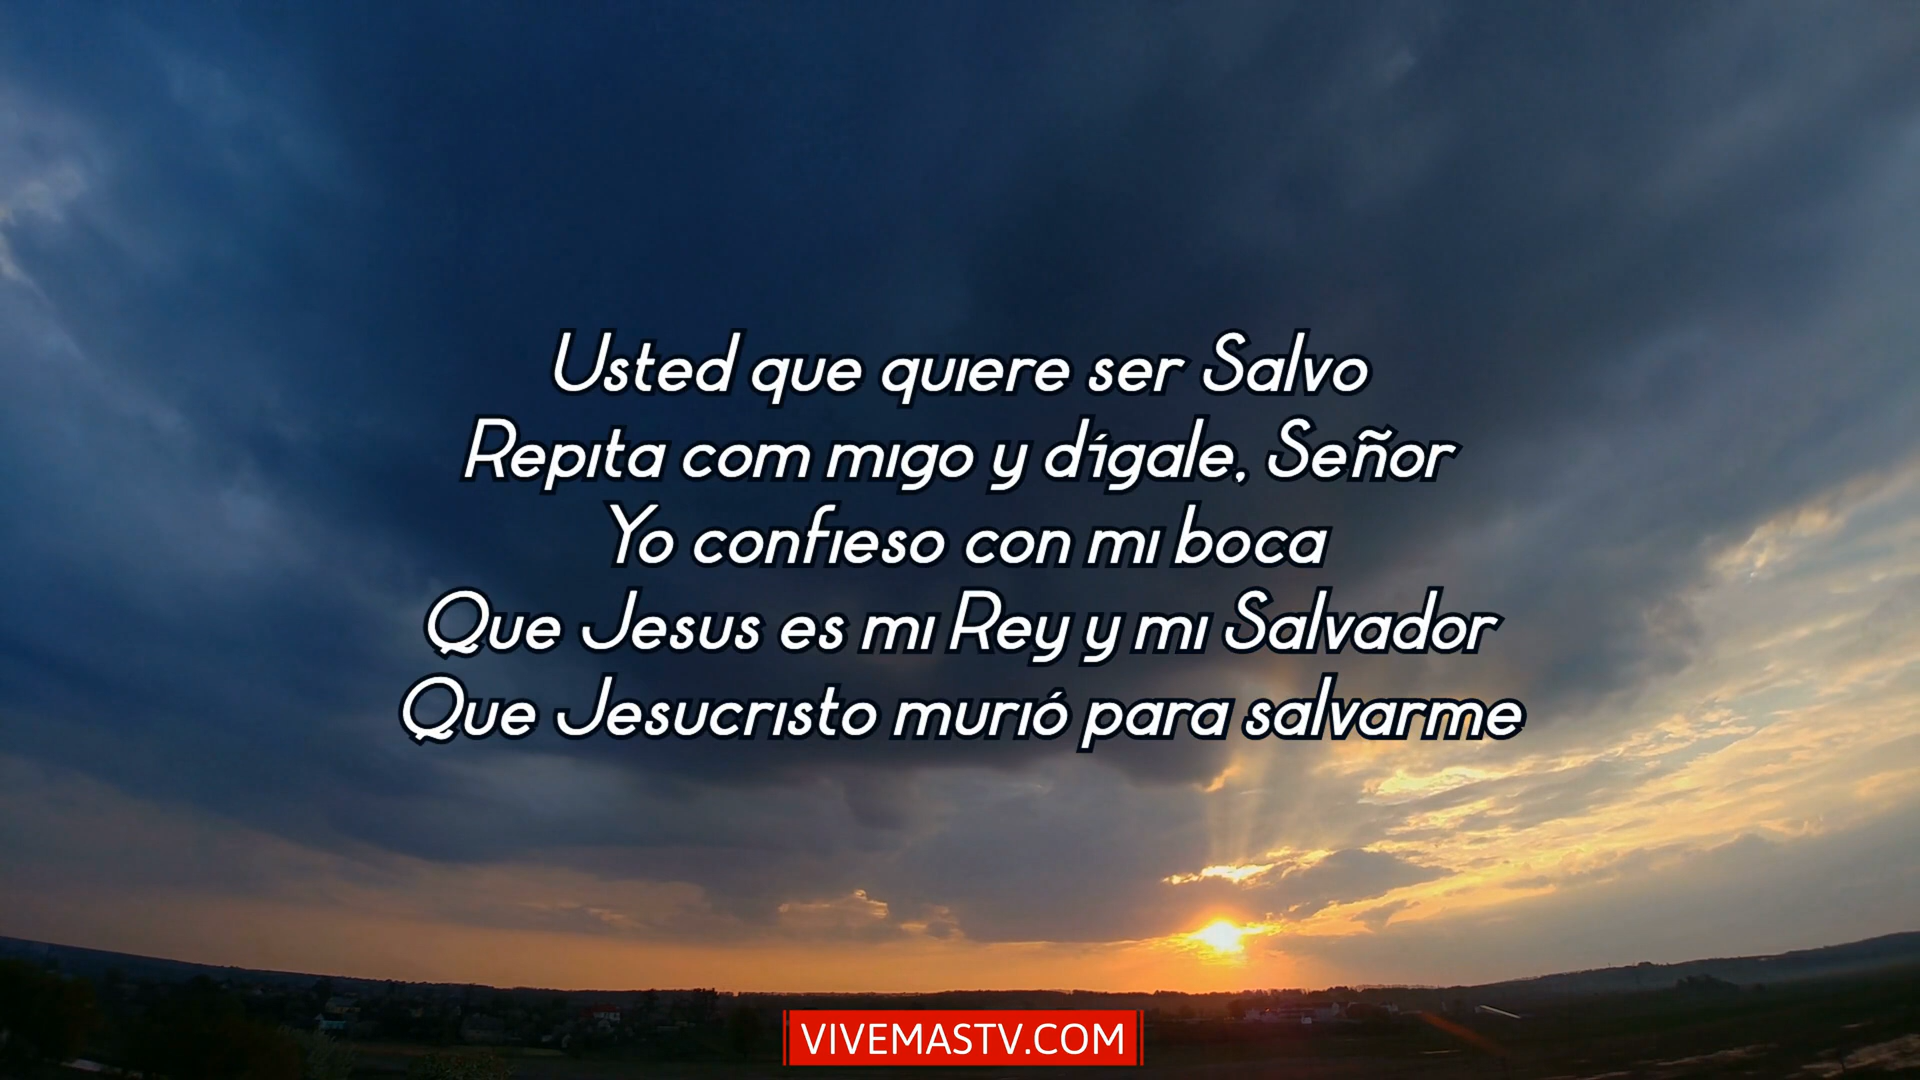 Usted que quiere ser Salvo
Repita com migo y dígale, Señor
Yo confieso con mi boca
Que Jesus es mi Rey y mi Salvador
Que Jesucristo murió para salvarme
VIVEMASTV.COM